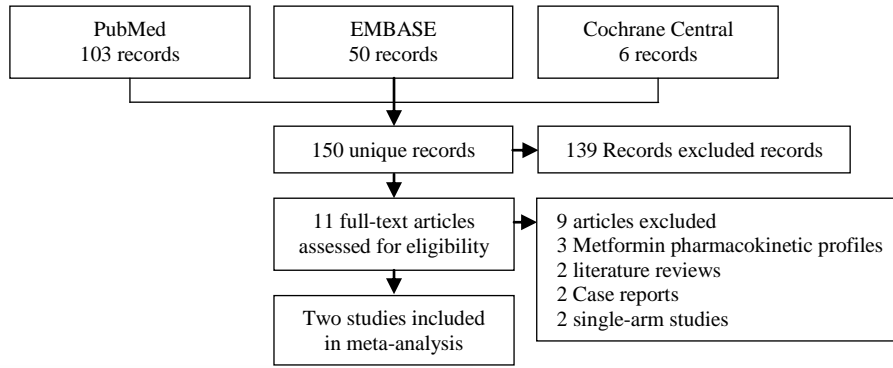 PubMed
103 records
EMBASE
50 records
Cochrane Central
6 records
150 unique records
139 Records excluded records
11 full-text articles
assessed for eligibility
9 articles excluded
3 Metformin pharmacokinetic profiles
2 literature reviews
2 Case reports
2 single-arm studies
Two studies included
in meta-analysis